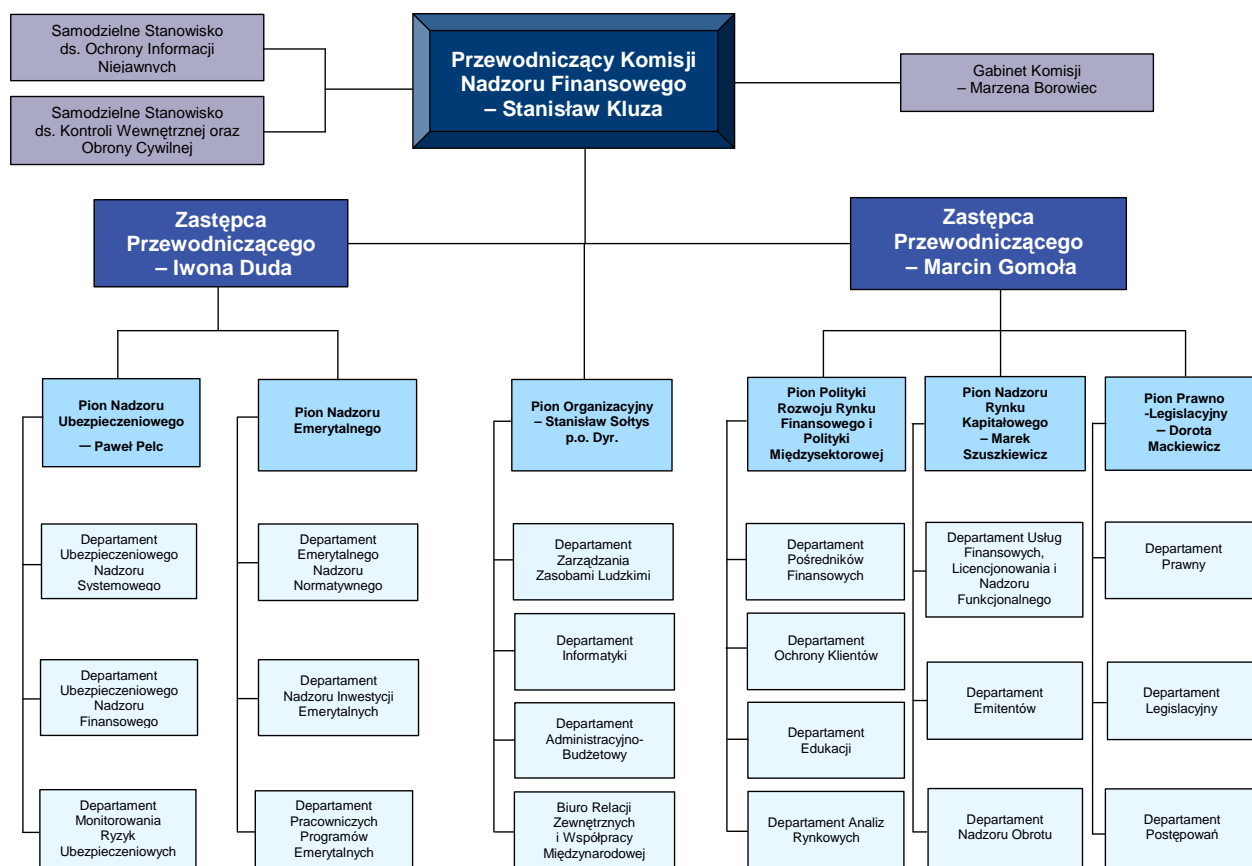 Samodzielne Stanowisko
ds. Ochrony Informacji
Niejawnych
Samodzielne Stanowisko
ds. Kontroli Wewnętrznej oraz
Obrony Cywilnej
Przewodniczący Komisji
Nadzoru Finansowego
– Stanisław Kluza
Gabinet Komisji
– Marzena Borowiec
Zastępca
Przewodniczącego
– Iwona Duda
Zastępca
Przewodniczącego
– Marcin Gomoła
Pion Nadzoru
Ubezpieczeniowego
– Paweł Pelc
Departament
Ubezpieczeniowego
Nadzoru
Systemowego
Departament
Ubezpieczeniowego
Nadzoru
Finansowego
Departament
Monitorowania
Ryzyk
Ubezpieczeniowych
Pion Nadzoru
Emerytalnego
Departament
Emerytalnego
Nadzoru
Normatywnego
Departament
Nadzoru Inwestycji
Emerytalnych
Departament
Pracowniczych
Programów
Emerytalnych
Pion Organizacyjny
– Stanisław Sołtys
p.o. Dyr.
Departament
Zarządzania
Zasobami Ludzkimi
Departament
Informatyki
Departament
Administracyjno-
Budżetowy
Biuro Relacji
Zewnętrznych
i Współpracy
Międzynarodowej
Pion Polityki
Rozwoju Rynku
Finansowego i
Polityki
Międzysektorowej
Departament
Pośredników
Finansowych
Departament
Ochrony Klientów
Departament
Edukacji
Departament Analiz
Rynkowych
Pion Nadzoru
Rynku
Kapitałowego
– Marek
Szuszkiewicz
Departament Usług
Finansowych,
Licencjonowania i
Nadzoru
Funkcjonalnego
Departament
Emitentów
Departament
Nadzoru Obrotu
Pion Prawno
-Legislacyjny
– Dorota
Mackiewicz
Departament
Prawny
Departament
Legislacyjny
Departament
Postępowań